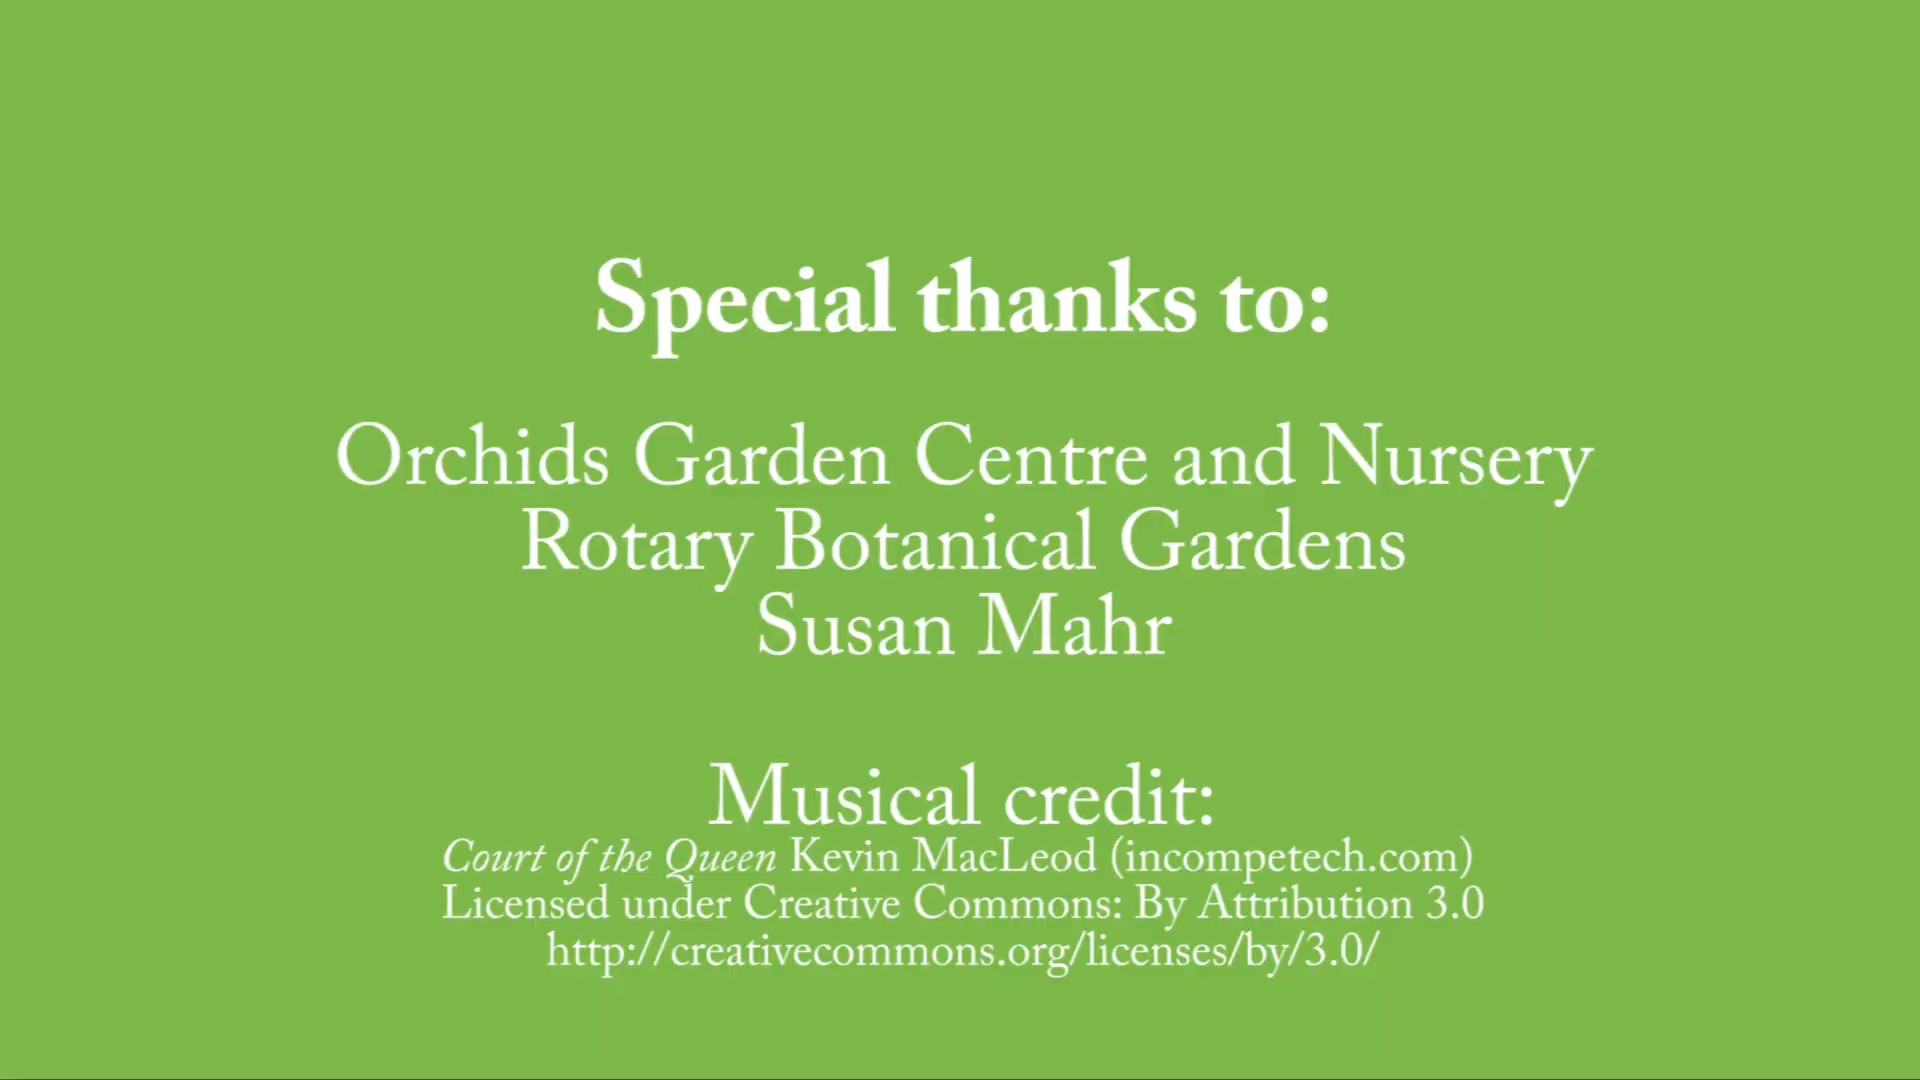 Special thanks to:
Orchids Garden Centre and Nursery
Rotary Botanical Gardens
Susan Mahr
Musical credit:
Court of the Queen Kevin MacLeod (incompetech.com)
Licensed under Creative Commons: By Attribution 3.0
http://creativecommons.org/licenses/by/3.0/